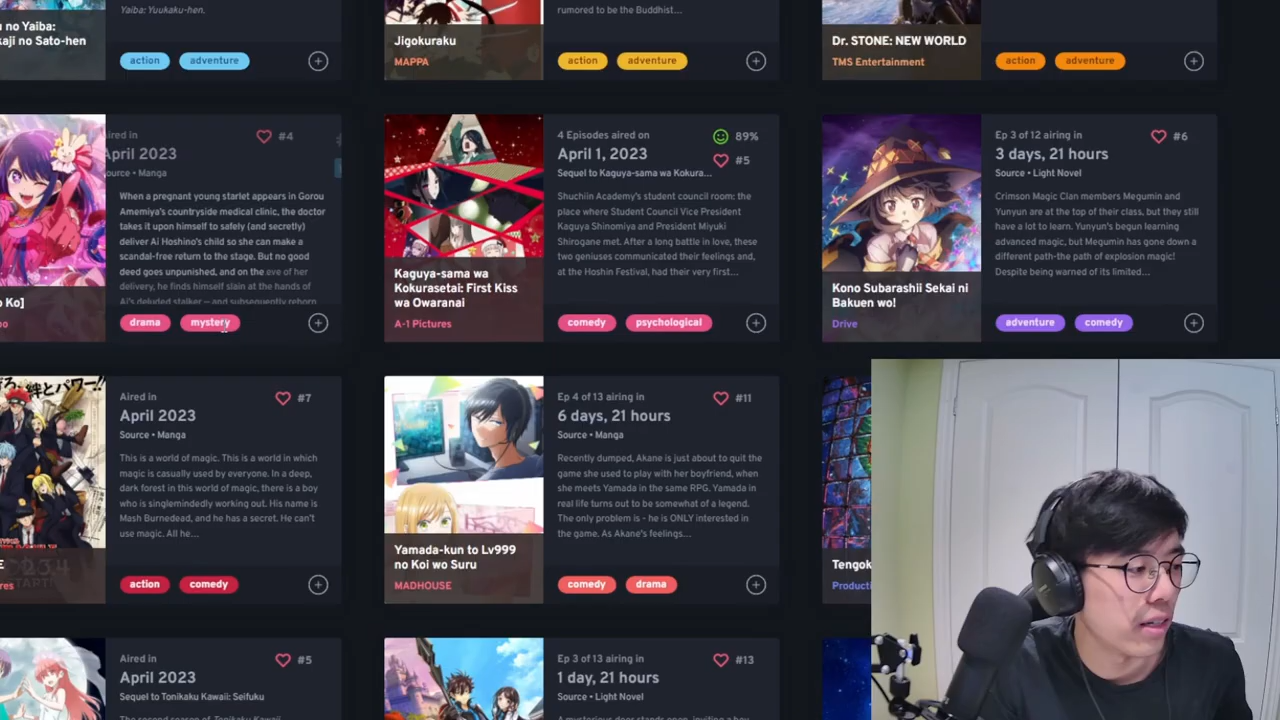 Yaiba: Yuukaku-hen.
u no Yaiba:
kaji no Sato-hen
action
adventure
rumored to be the Buddhist...
Jigokuraku
MAPPA
action
adventure
Dr. STONE: NEW WORLD
TMS Entertainment
action
adventure
ired in
April 2023
ource • Manga
#4
When a pregnant young starlet appears in Gorou
Amemiya's countryside medical clinic, the doctor
takes it upon himself to safely (and secretly)
deliver Ai Hoshino's child so she can make a
scandal-free return to the stage. But no good
deed goes unpunished, and on the eve of her
delivery, he finds himself slain at the hands of
Ai's deluded stalker — and subsequently reborn
o Ko]
drama
mystery
4 Episodes aired on
April 1, 2023
Sequel to Kaguya-sama wa Kokura...
89%
#5
Shuchiin Academy's student council room: the
place where Student Council Vice President
Kaguya Shinomiya and President Miyuki
Shirogane met. After a long battle in love, these
two geniuses communicated their feelings and,
at the Hoshin Festival, had their very first...
Kaguya-sama wa
Kokurasetai: First Kiss
wa Owaranai
A-1 Pictures
comedy
psychological
Ep 3 of 12 airing in
3 days, 21 hours
Source • Light Novel
#6
Crimson Magic Clan members Megumin and
Yunyun are at the top of their class, but they still
have a lot to learn. Yunyun's begun learning
advanced magic, but Megumin has gone down a
different path-the path of explosion magic!
Despite being warned of its limited...
Kono Subarashii Sekai ni
Bakuen wo!
Drive
adventure
comedy
Aired in
April 2023
Source • Manga
#7
This is a world of magic. This is a world in which
magic is casually used by everyone. In a deep,
dark forest in this world of magic, there is a boy
who is singlemindedly working out. His name is
Mash Burnedead, and he has a secret. He can't
use magic. All he...
action
comedy
Ep 4 of 13 airing in
6 days, 21 hours
Source • Manga
#11
Recently dumped, Akane is just about to quit the
game she used to play with her boyfriend, when
she meets Yamada in the same RPG. Yamada in
real life turns out to be somewhat of a legend.
The only problem is - he is ONLY interested in
the game. As Akane's feelings...
Yamada-kun to Lv999
no Koi wo Suru
MADHOUSE
comedy
drama
Tengok
Producti
Aired in
April 2023
Sequel to Tonikaku Kawaii: Seifuku
#5
Ep 3 of 13 airing in
1 day, 21 hours
Source • Light Novel
#13